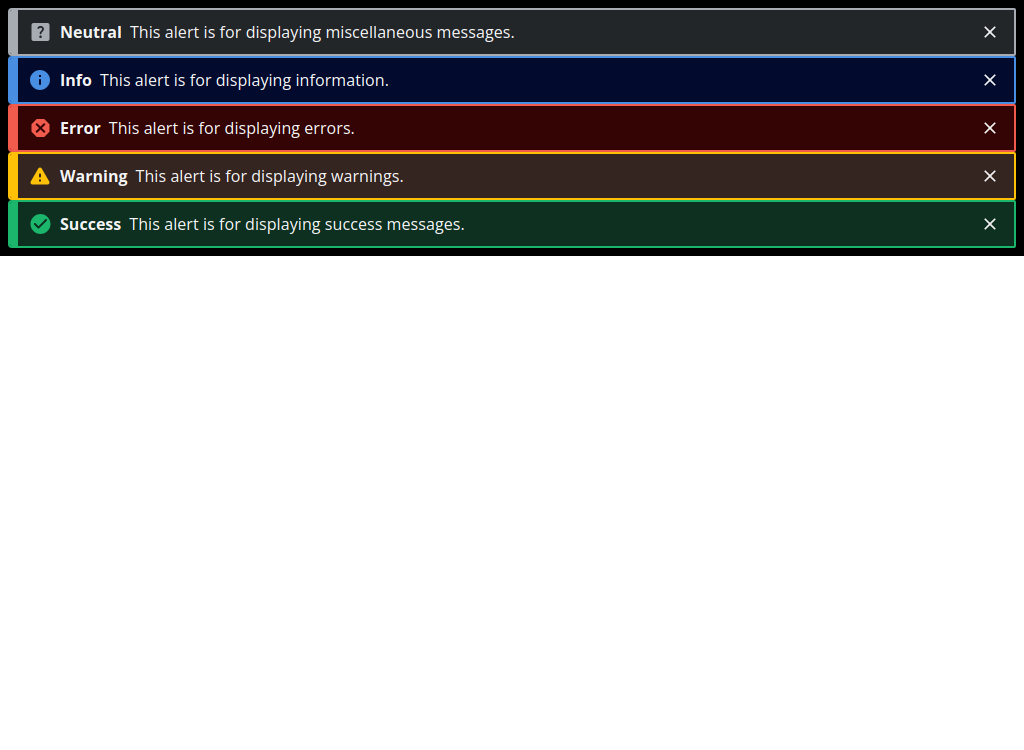 Neutral This alert is for displaying miscellaneous messages.
Info This alert is for displaying information.
Error This alert is for displaying errors.
Warning This alert is for displaying warnings.
Success This alert is for displaying success messages.